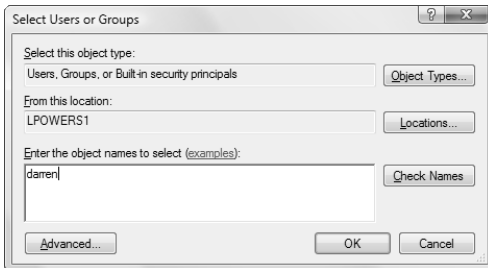 Select Users or Groups
Select this object type:
Users, Groups, or Built-in security principals
Object Types...
From this location:
LPOWERS1
Locations...
Enter the object names to select (examples):
darren
Check Names
Advanced...
OK
Cancel